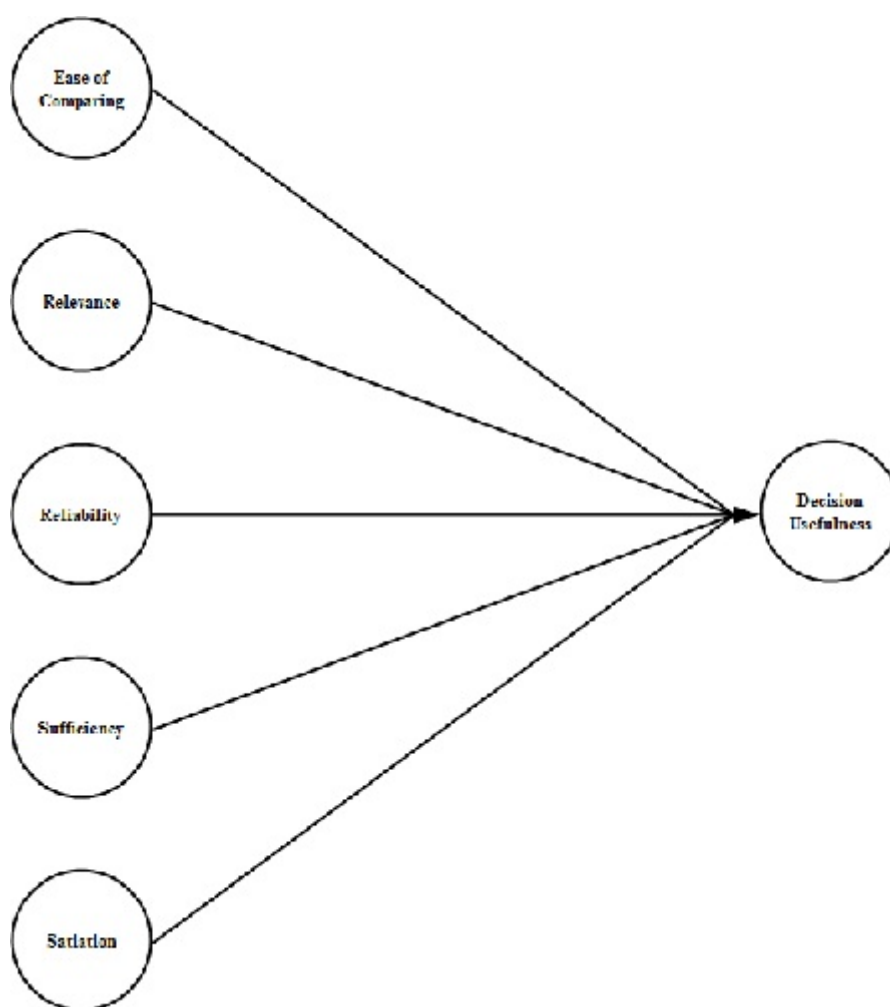 Ease of
Comparing
Relevance
Reliability
Decision
Usefulness
Sufficiency
Satiation